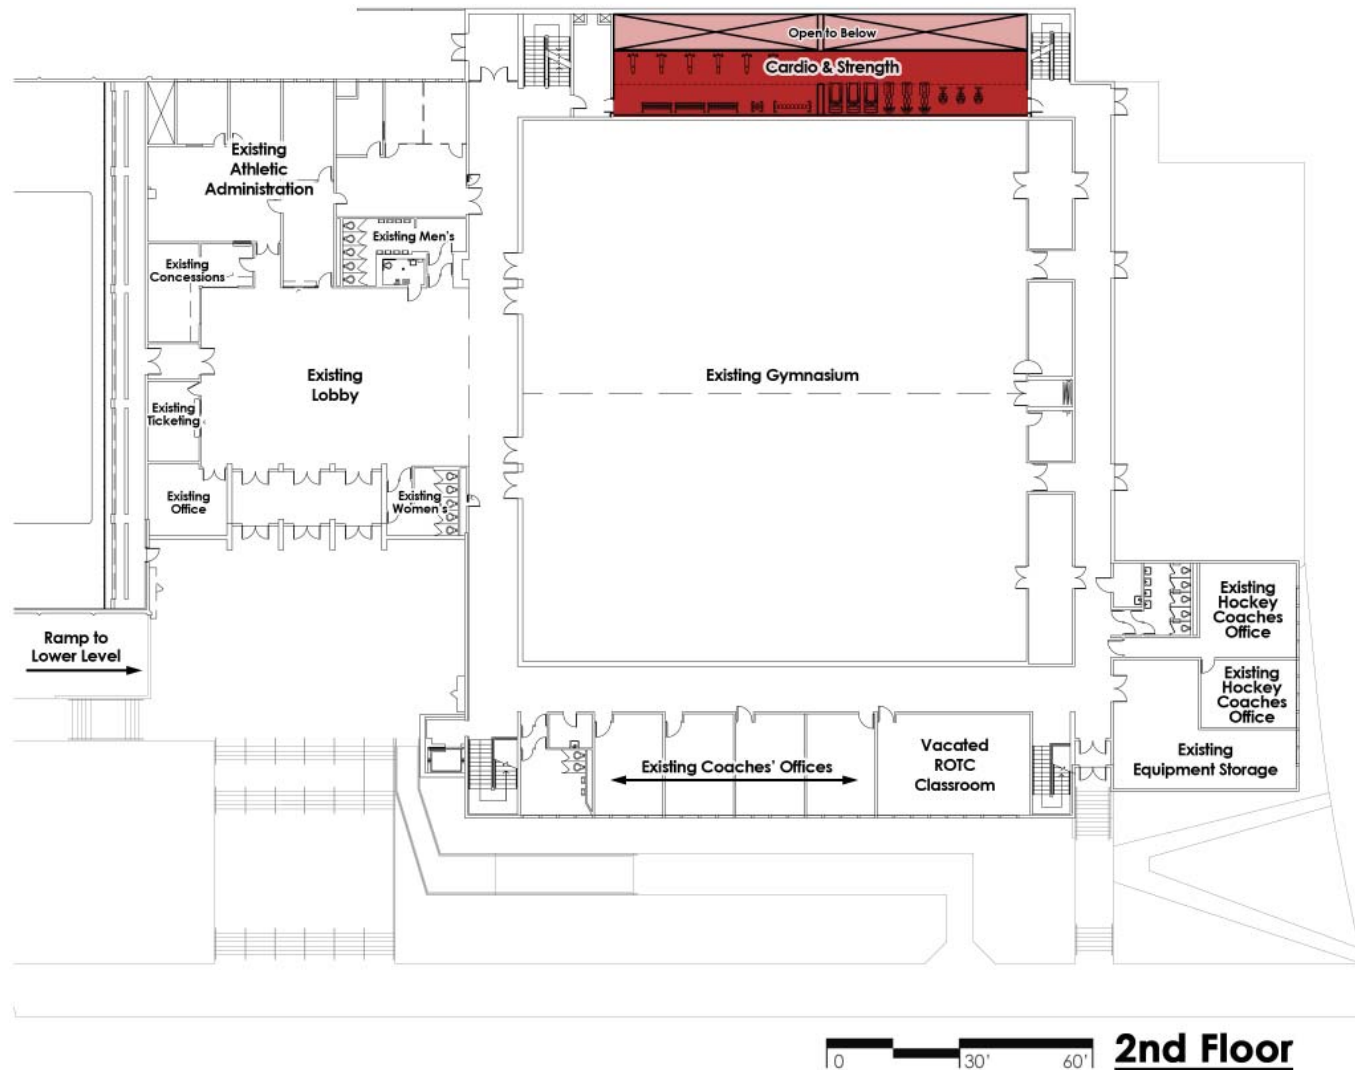 Open to Below
Cardio & Strength
Existing
Athletic
Administration
Existing Men's
Existing
Concessions
Existing
Lobby
Existing Gymnasium
Existing
Ticketing
Existing
Office
Existing
Women's
Ramp to
Lower Level
Existing
Hockey
Coaches
Office
Existing
Hockey
Coaches
Office
Existing
Equipment Storage
Existing Coaches' Offices
Vacated
ROTC
Classroom
0 30' 60'
2nd Floor